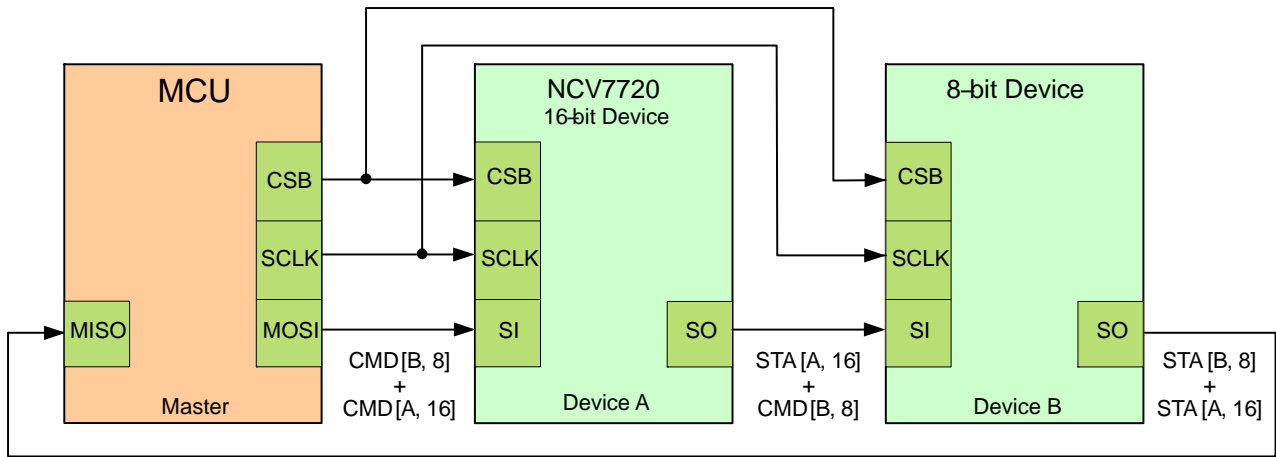 MCU
CSB
SCLK
MISO
MOSI
Master
CMD[B, 8]
+
CMD[A, 16]
NCV7720
16-bit Device
CSB
SCLK
SI
SO
Device A
STA[A, 16]
+
CMD[B, 8]
8-bit Device
CSB
SCLK
SI
SO
Device B
STA[B, 8]
+
STA[A, 16]